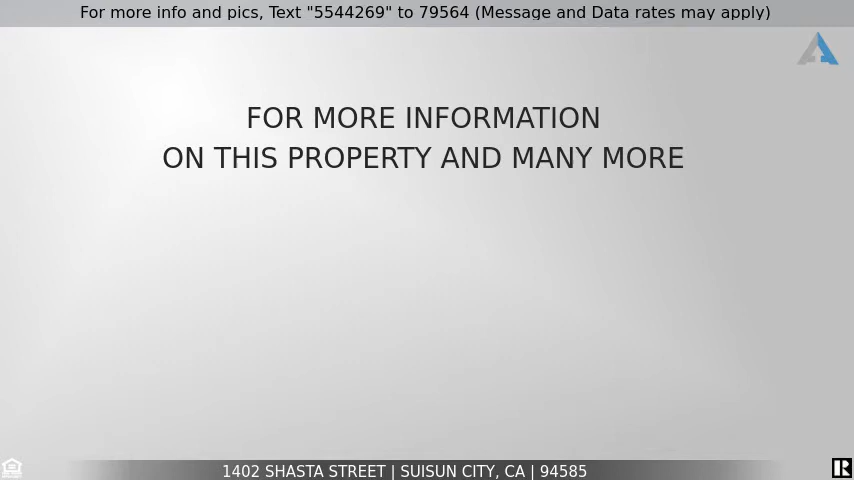 For more info and pics, Text "5544269" to 79564 (Message and Data rates may apply)
FOR MORE INFORMATION
ON THIS PROPERTY AND MANY MORE
1402 SHASTA STREET | SUISUN CITY, CA | 94585